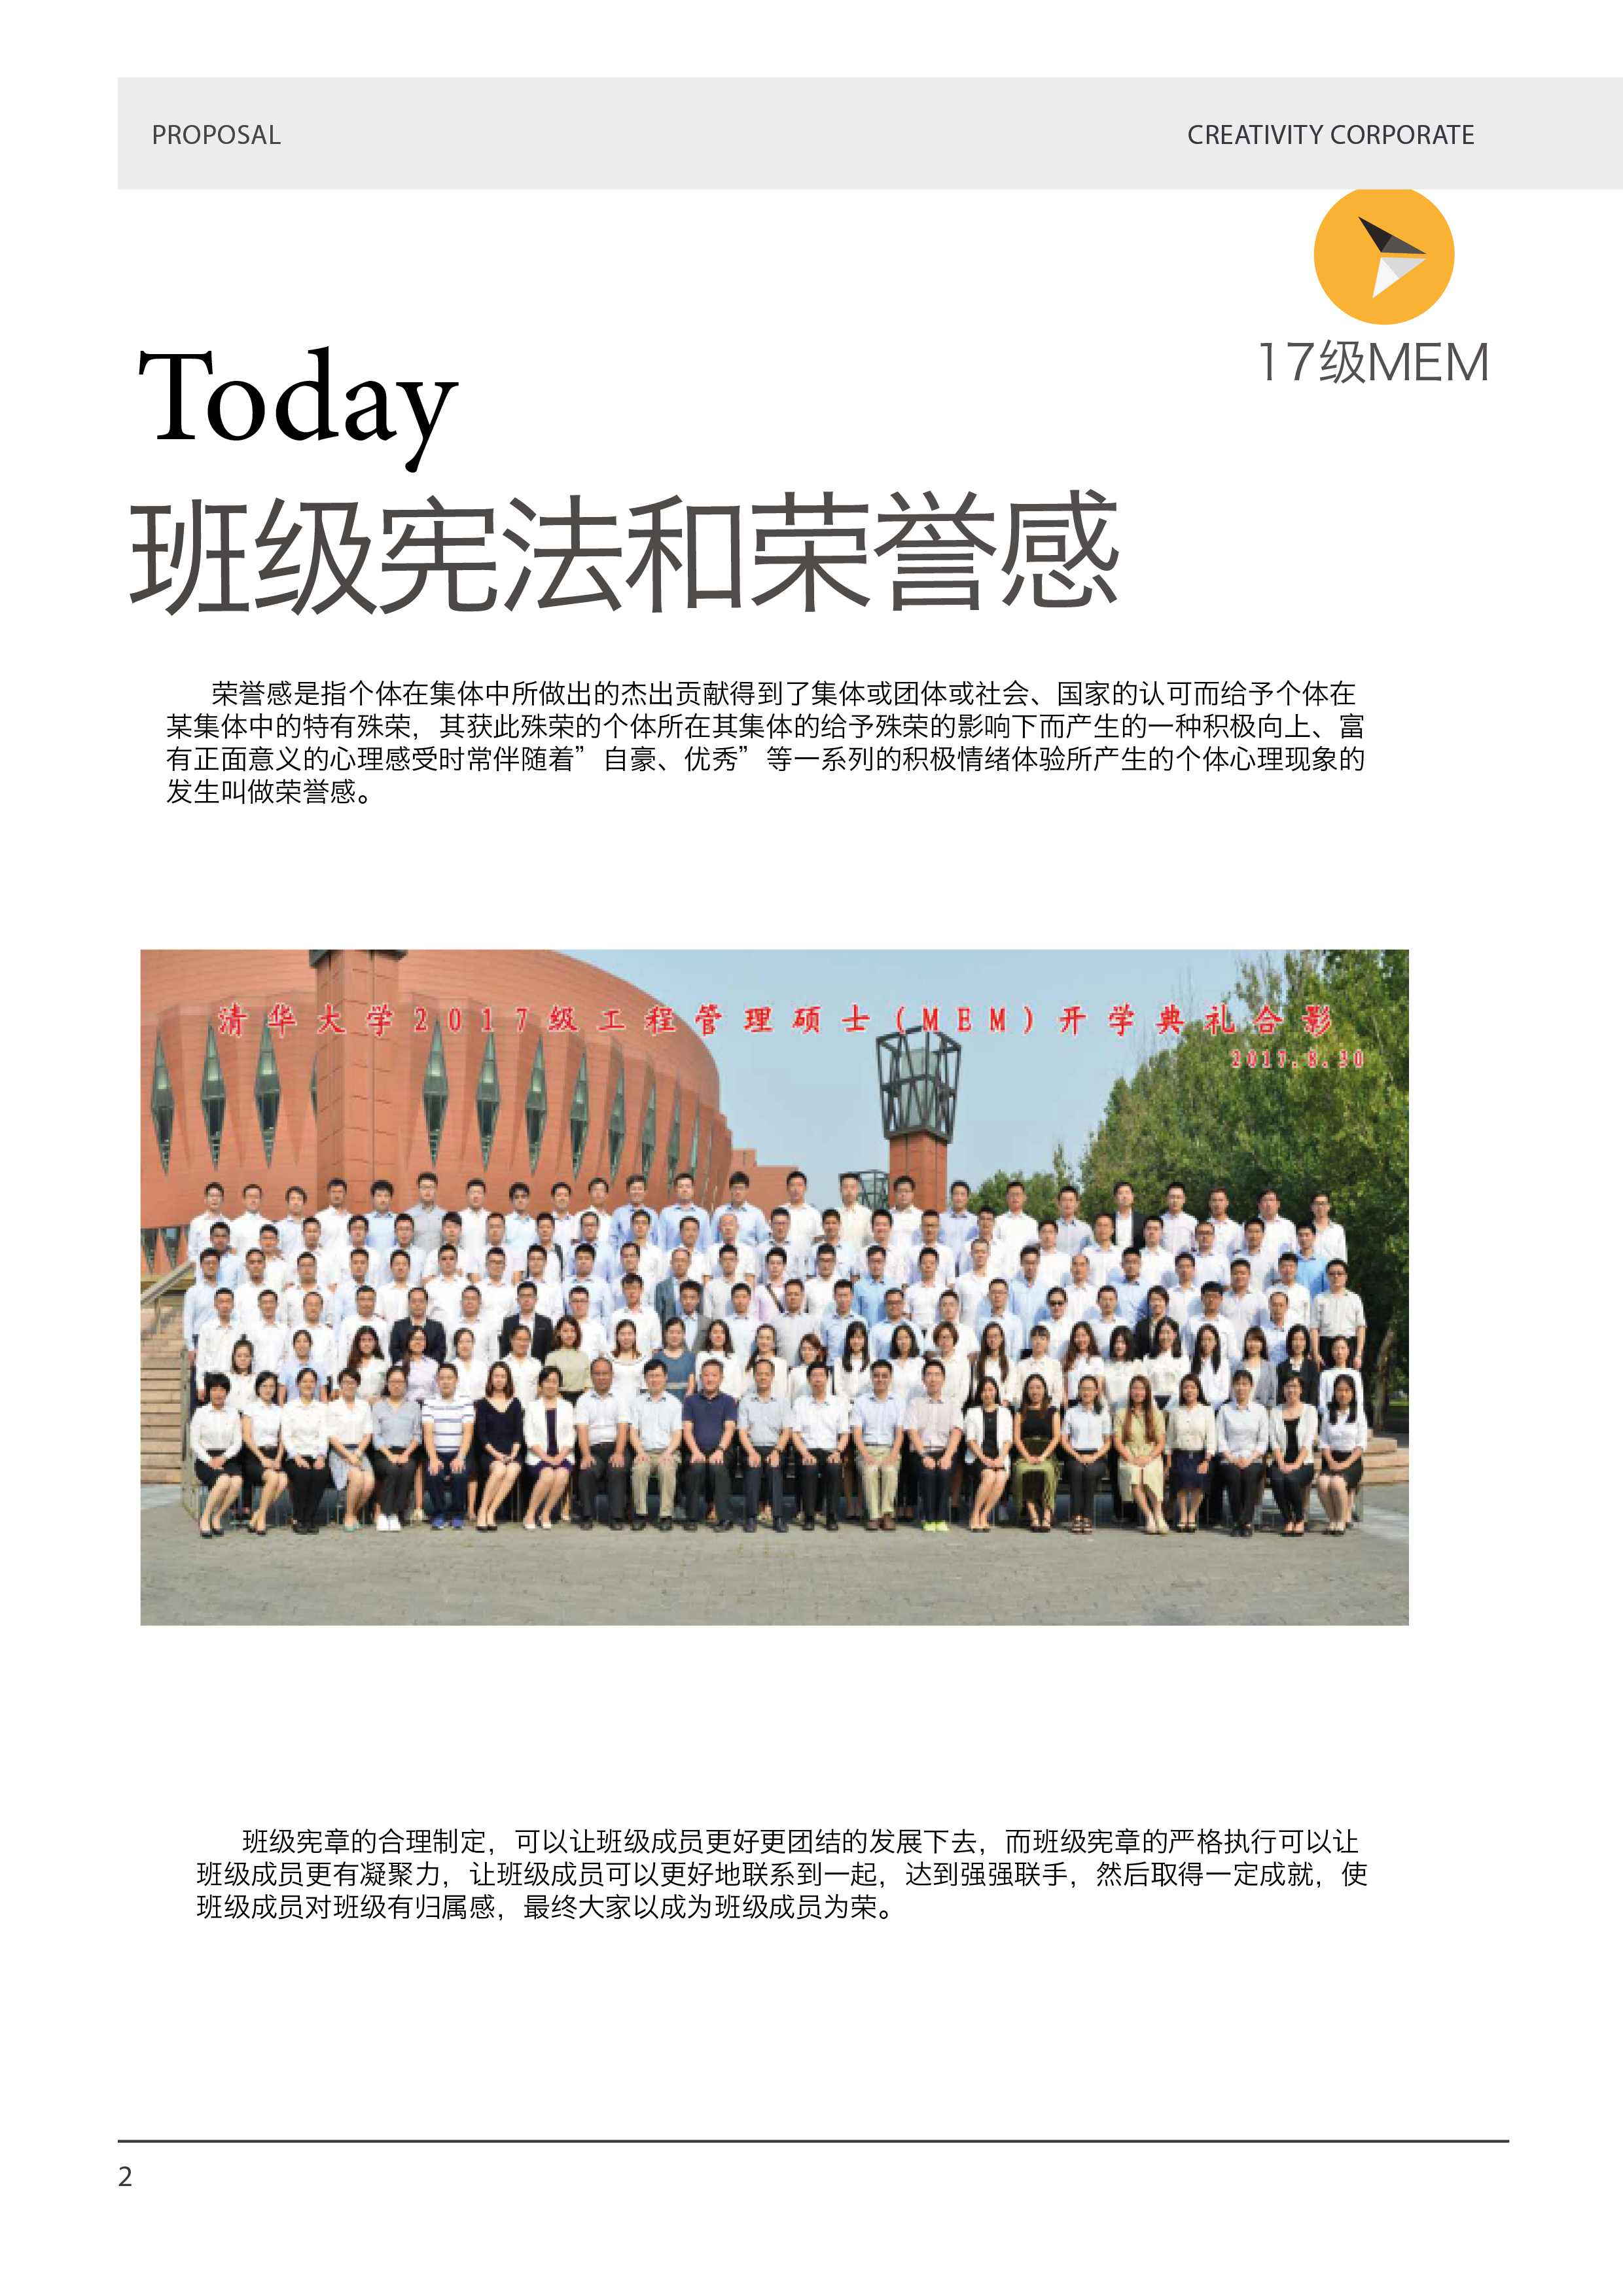 PROPOSAL
CREATIVITY CORPORATE
17级MEM
Today
班级宪法和荣誉感
荣誉感是指个体在集体中所做出的杰出贡献得到了集体或团体或社会、国家的认可而给予个体在
某集体中的特有殊荣，其获此殊荣的个体所在其集体的给予殊荣的影响下而产生的一种积极向上、富
有正面意义的心理感受时常伴随着”自豪、优秀”等一系列的积极情绪体验所产生的个体心理现象的
发生叫做荣誉感。
清华大学2017级工程管理硕士(MEM)开学典礼合影
2017.8.30
班级宪章的合理制定，可以让班级成员更好更团结的发展下去，而班级宪章的严格执行可以让
班级成员更有凝聚力，让班级成员可以更好地联系到一起，达到强强联手，然后取得一定成就，使
班级成员对班级有归属感，最终大家以成为班级成员为荣。
2